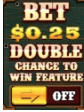 BET
$0.25
DOUBLE
CHANCE TO
WIN FEATURE
OFF